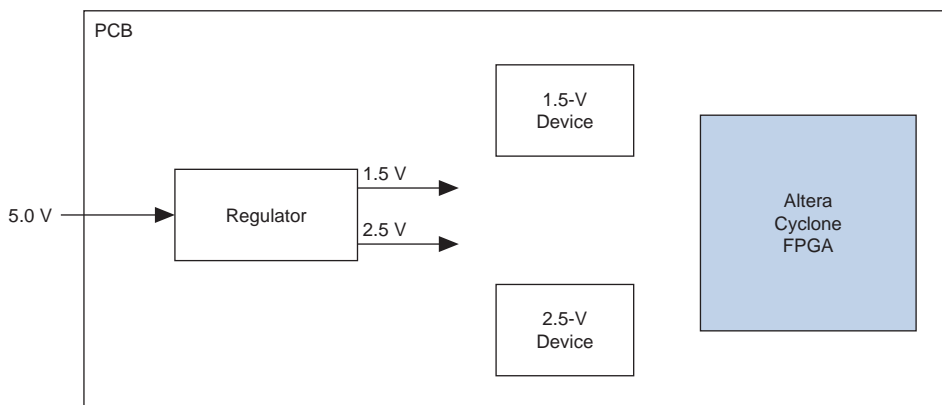 PCB
1.5-V
Device
1.5 V
5.0 V
Regulator
2.5 V
Altera
Cyclone
FPGA
2.5-V
Device